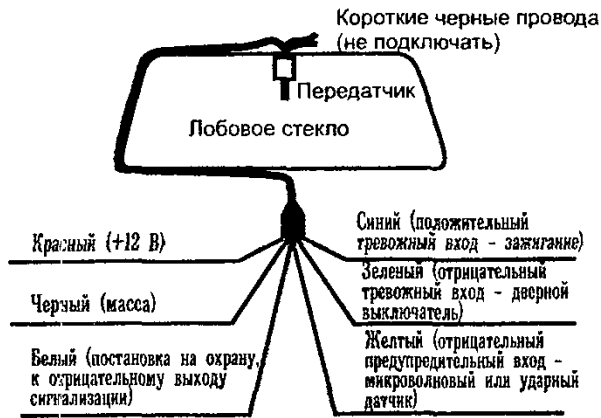 Короткие черные провода
(не подключать)
Передатчик
Лобовое стекло
Красный (+12 В)
Черный (масса)
Белый (постановка на охрану,
к отрицательному выходу
сигнализации)
Синий (положительный
тревожный вход - зажигание)
Зеленый (отрицательный
тревожный вход - дверной
выключатель)
Желтый (отрицательный
предупредительный вход -
микроволновый или ударный
датчик)